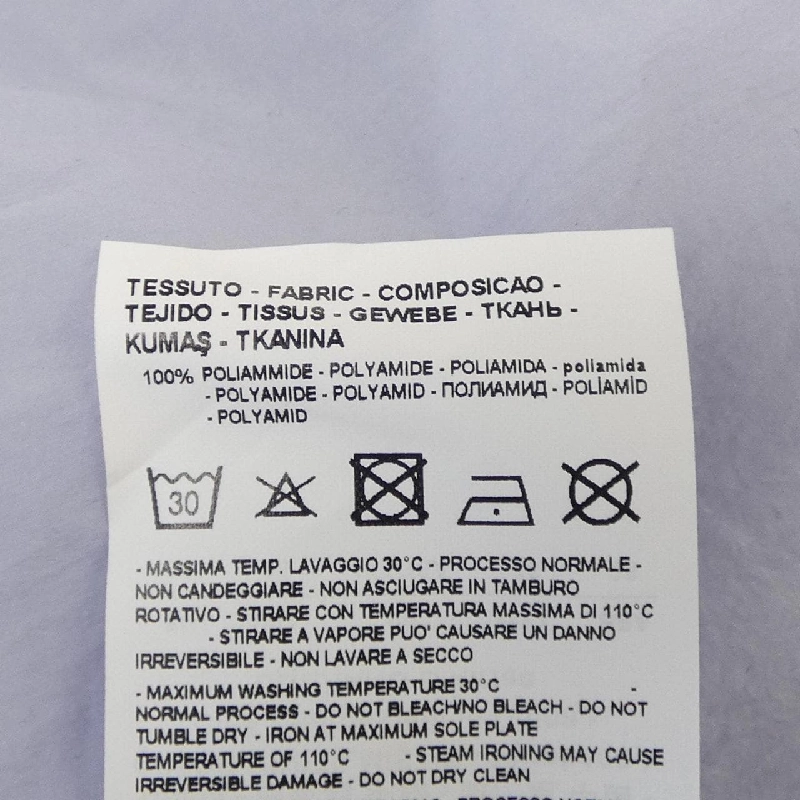 TESSUTO - FABRIC - COMPOSICAO -
TEJIDO - TISSUS - GEWEBE - ТКАНЬ -
KUMAŞ - TKANINA
100% POLIAMMIDE - POLYAMIDE - POLIAMIDA - poliamida
- POLYAMIDE - POLYAMID - ПОЛИАМИД - POLİAMİD
- POLYAMID
30
- MASSIMA TEMP. LAVAGGIO 30°C - PROCESSO NORMALE -
NON CANDEGGIARE - NON ASCIUGARE IN TAMBURO
ROTATIVO - STIRARE CON TEMPERATURA MASSIMA DI 110°C
- STIRARE A VAPORE PUO' CAUSARE UN DANNO
IRREVERSIBILE - NON LAVARE A SECCO
- MAXIMUM WASHING TEMPERATURE 30°C -
NORMAL PROCESS - DO NOT BLEACH/NO BLEACH - DO NOT
TUMBLE DRY - IRON AT MAXIMUM SOLE PLATE
TEMPERATURE OF 110°C - STEAM IRONING MAY CAUSE
IRREVERSIBLE DAMAGE - DO NOT DRY CLEAN